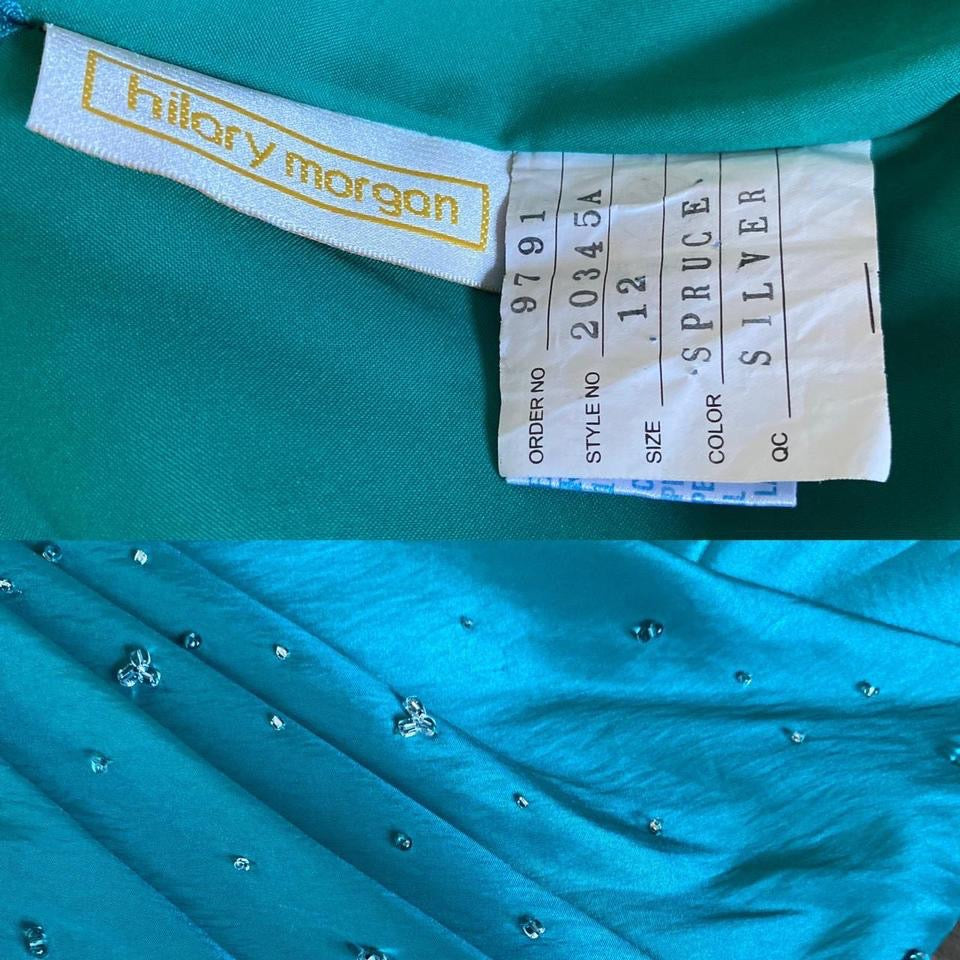 hilary morgan
ORDER NO 9791
STYLE NO 20345A
SIZE 12
COLOR SPRUCE
QC SILVER